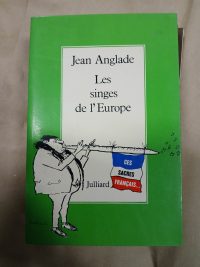 Jean Anglade
Les
singes
de l'Europe
CES
SACRÉS
FRANÇAIS...
Julliard